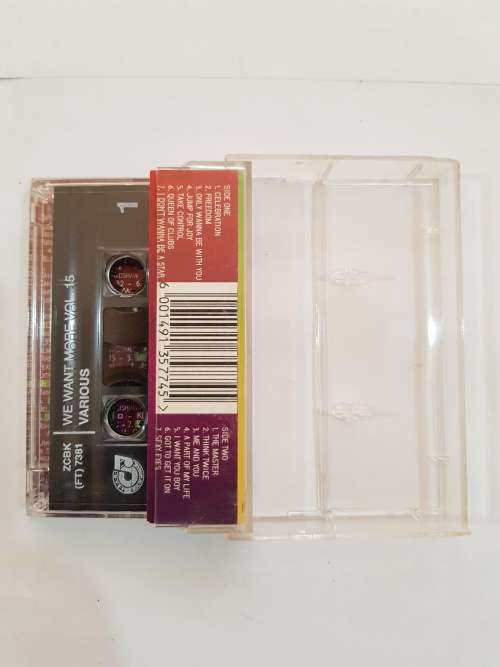 1
WE WANT MORE VOL. 15
VARIOUS
ZCBK
(FT) 7381
SIDE ONE
1. CELEBRATION
2. FREEDOM
3. ONLY WANNA BE WITH YOU
4. JUMP FOR JOY
5. TAKE CONTROL
6. QUEEN OF CLUBS
7. I DON'T WANNA BE A STAR
6 001491 357745>
SIDE TWO
1. THE MASTER
2. THINK TWICE
3. ME AND YOU
4. A PART OF MY LIFE
5. I WANT YOU BOY
6. GOT TO GET IT ON
7. SEXY EYES